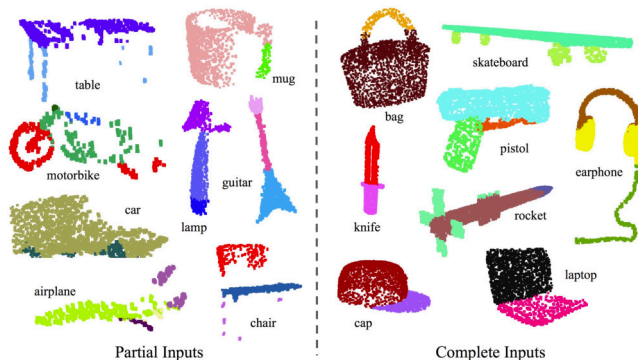 table
mug
motorbike
lamp
guitar
car
airplane
chair
Partial Inputs
bag
skateboard
pistol
earphone
knife
rocket
cap
laptop
Complete Inputs